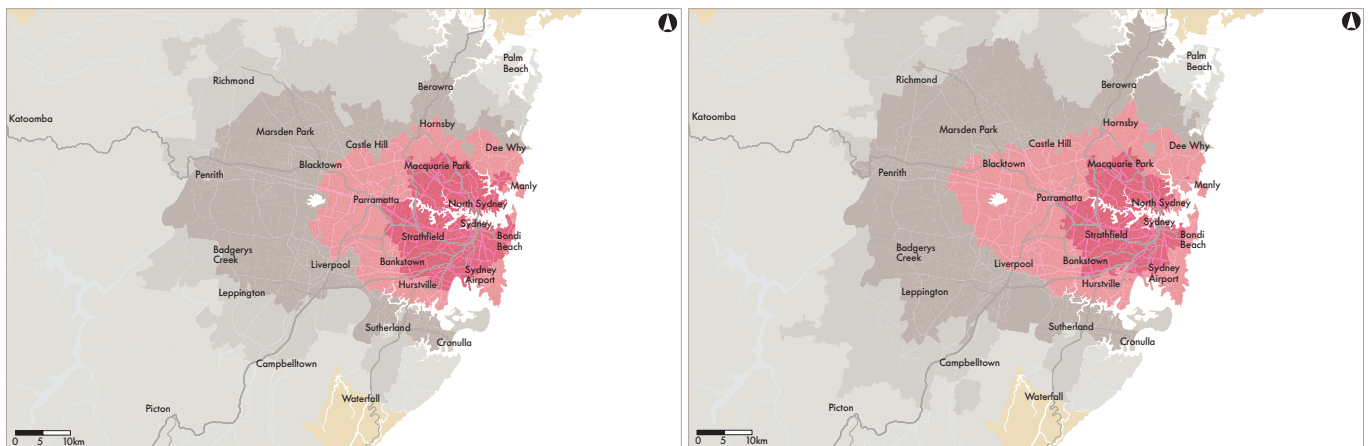 Palm
Beach
Richmond
Berowra
Katoomba
Hornsby
Marsden Park
Castle Hill
Dee Why
Blacktown
Macquarie Park
Penrith
Manly
Parramatta
North Sydney
Sydney
Strathfield
Bondi
Beach
Badgerys
Creek
Bankstown
Liverpool
Sydney
Airport
Hurstville
Leppington
Sutherland
Cronulla
Campbelltown
Waterfall
Picton
0 5 10km
Palm
Beach
Richmond
Berowra
Katoomba
Hornsby
Marsden Park
Castle Hill
Dee Why
Blacktown
Macquarie Park
Penrith
Manly
Parramatta
North Sydney
Sydney
Strathfield
Bondi
Beach
Badgerys
Creek
Bankstown
Liverpool
Sydney
Airport
Hurstville
Leppington
Sutherland
Cronulla
Campbelltown
Waterfall
Picton
0 5 10km